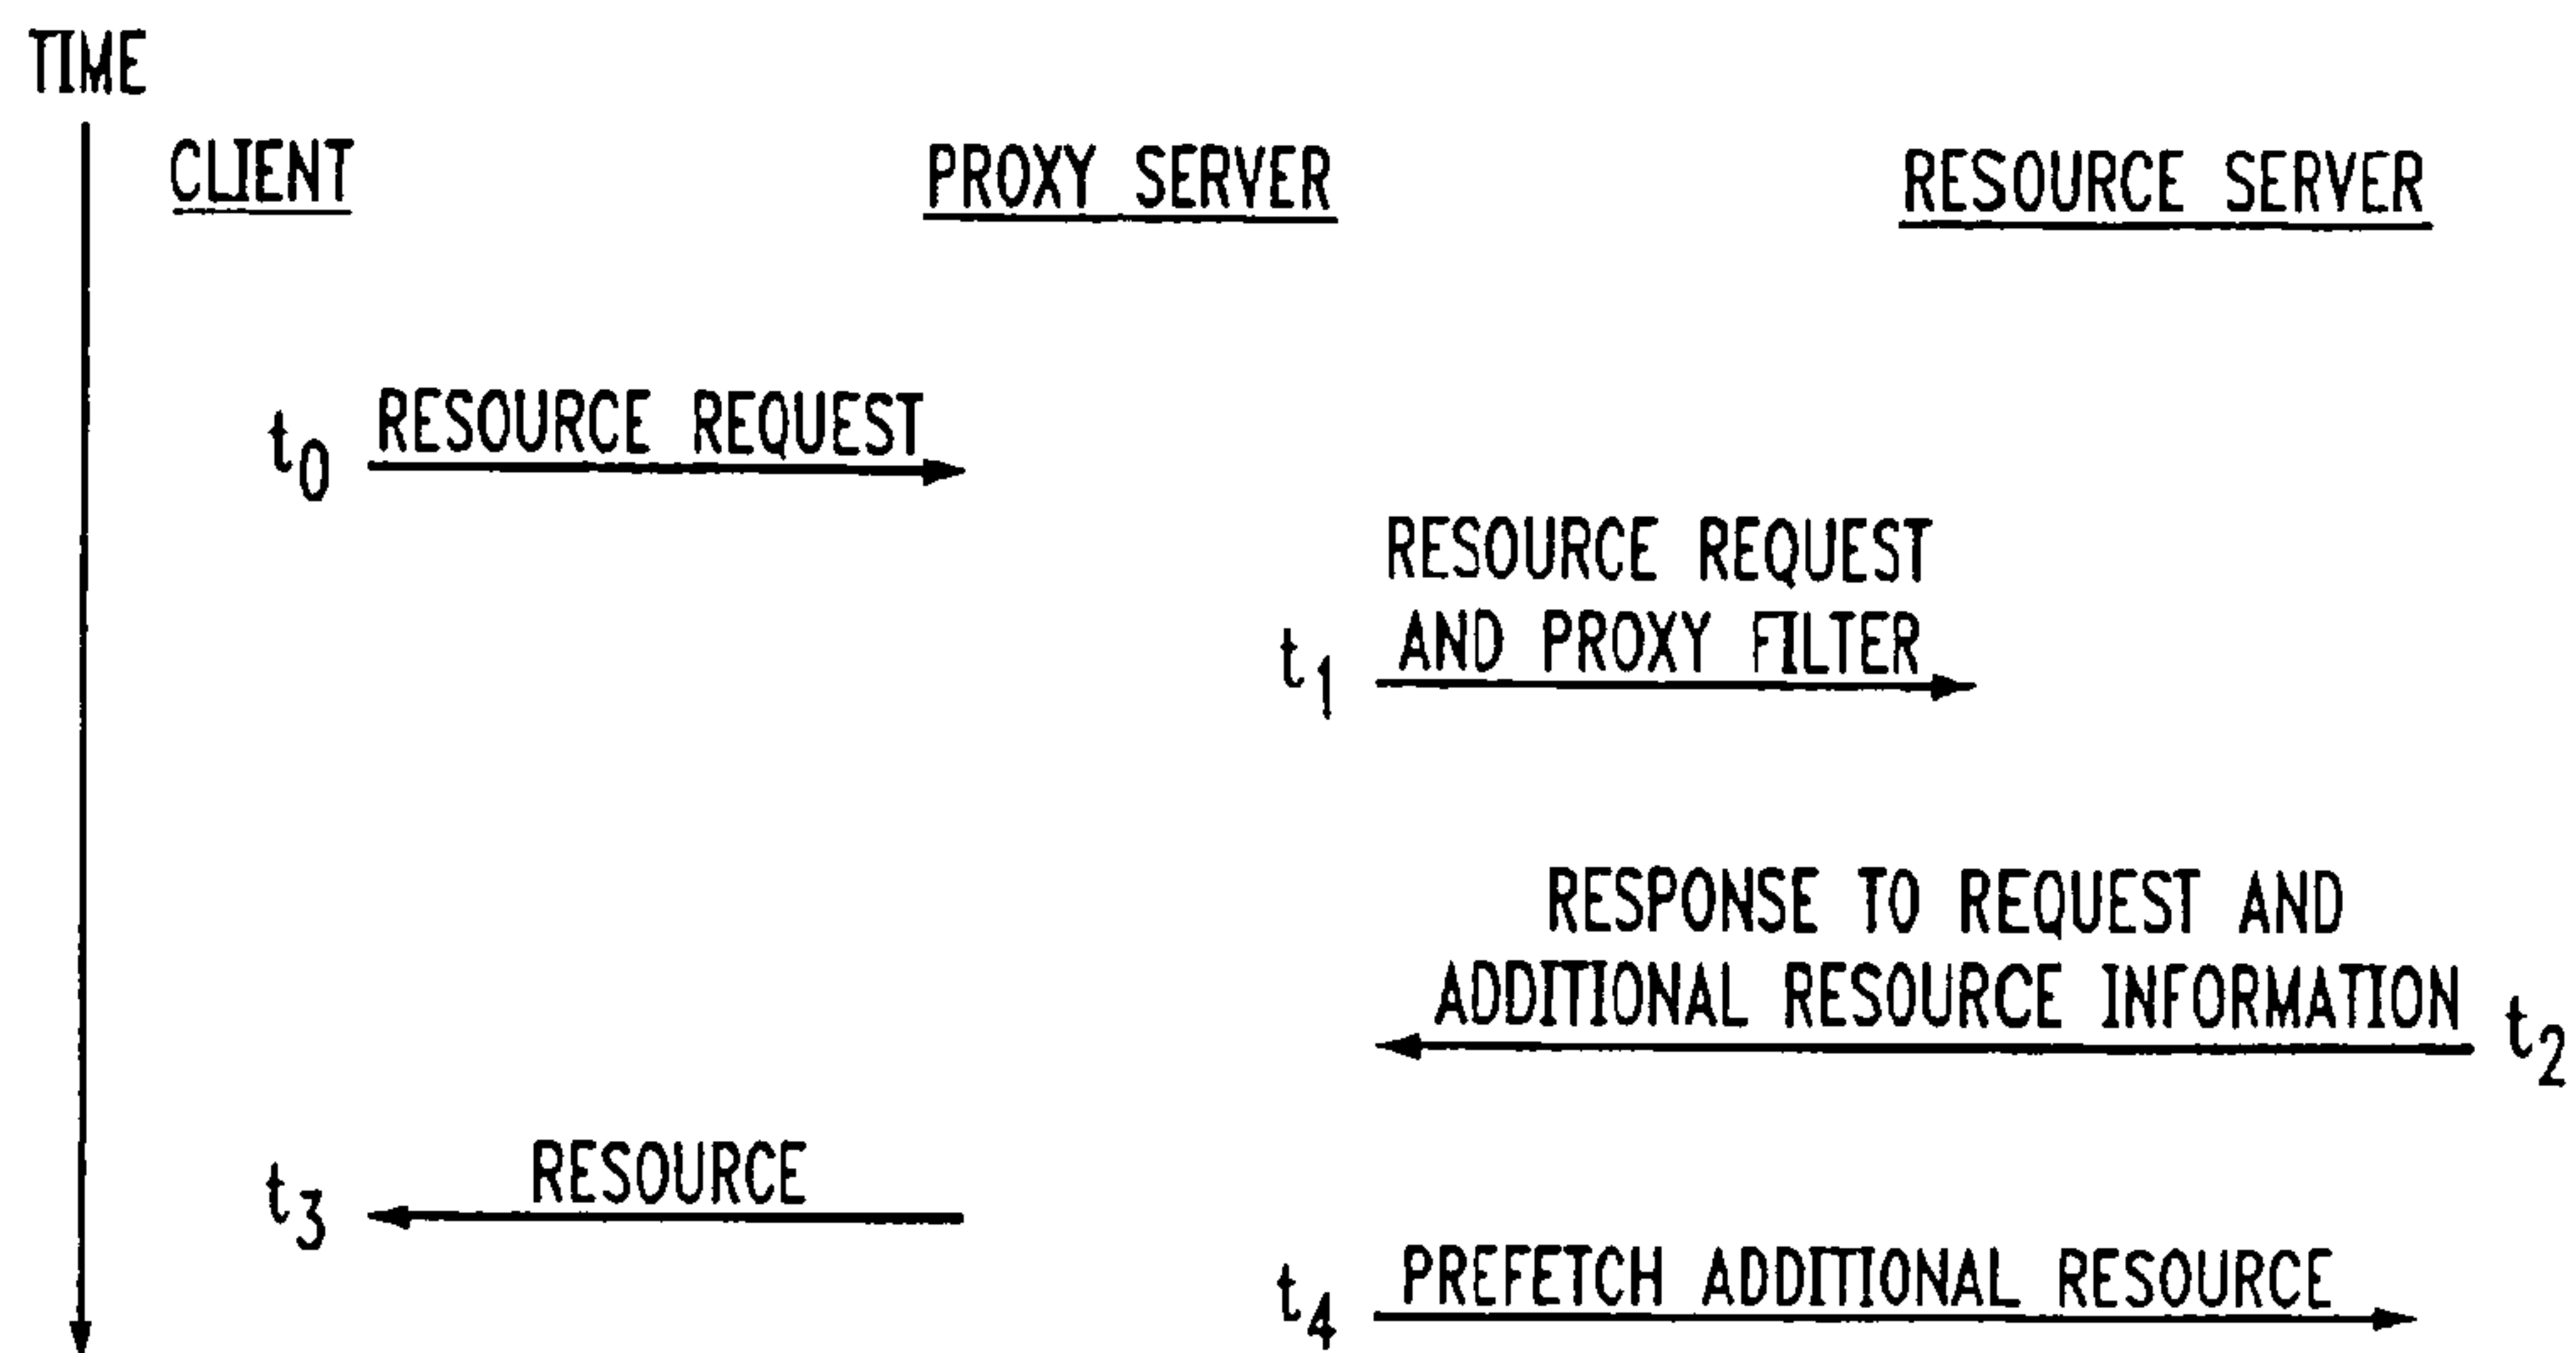 TIME
CLIENT
PROXY SERVER
RESOURCE SERVER
t0 RESOURCE REQUEST
RESOURCE REQUEST
t1 AND PROXY FILTER
RESPONSE TO REQUEST AND
ADDITIONAL RESOURCE INFORMATION t2
t3 RESOURCE
t4 PREFETCH ADDITIONAL RESOURCE